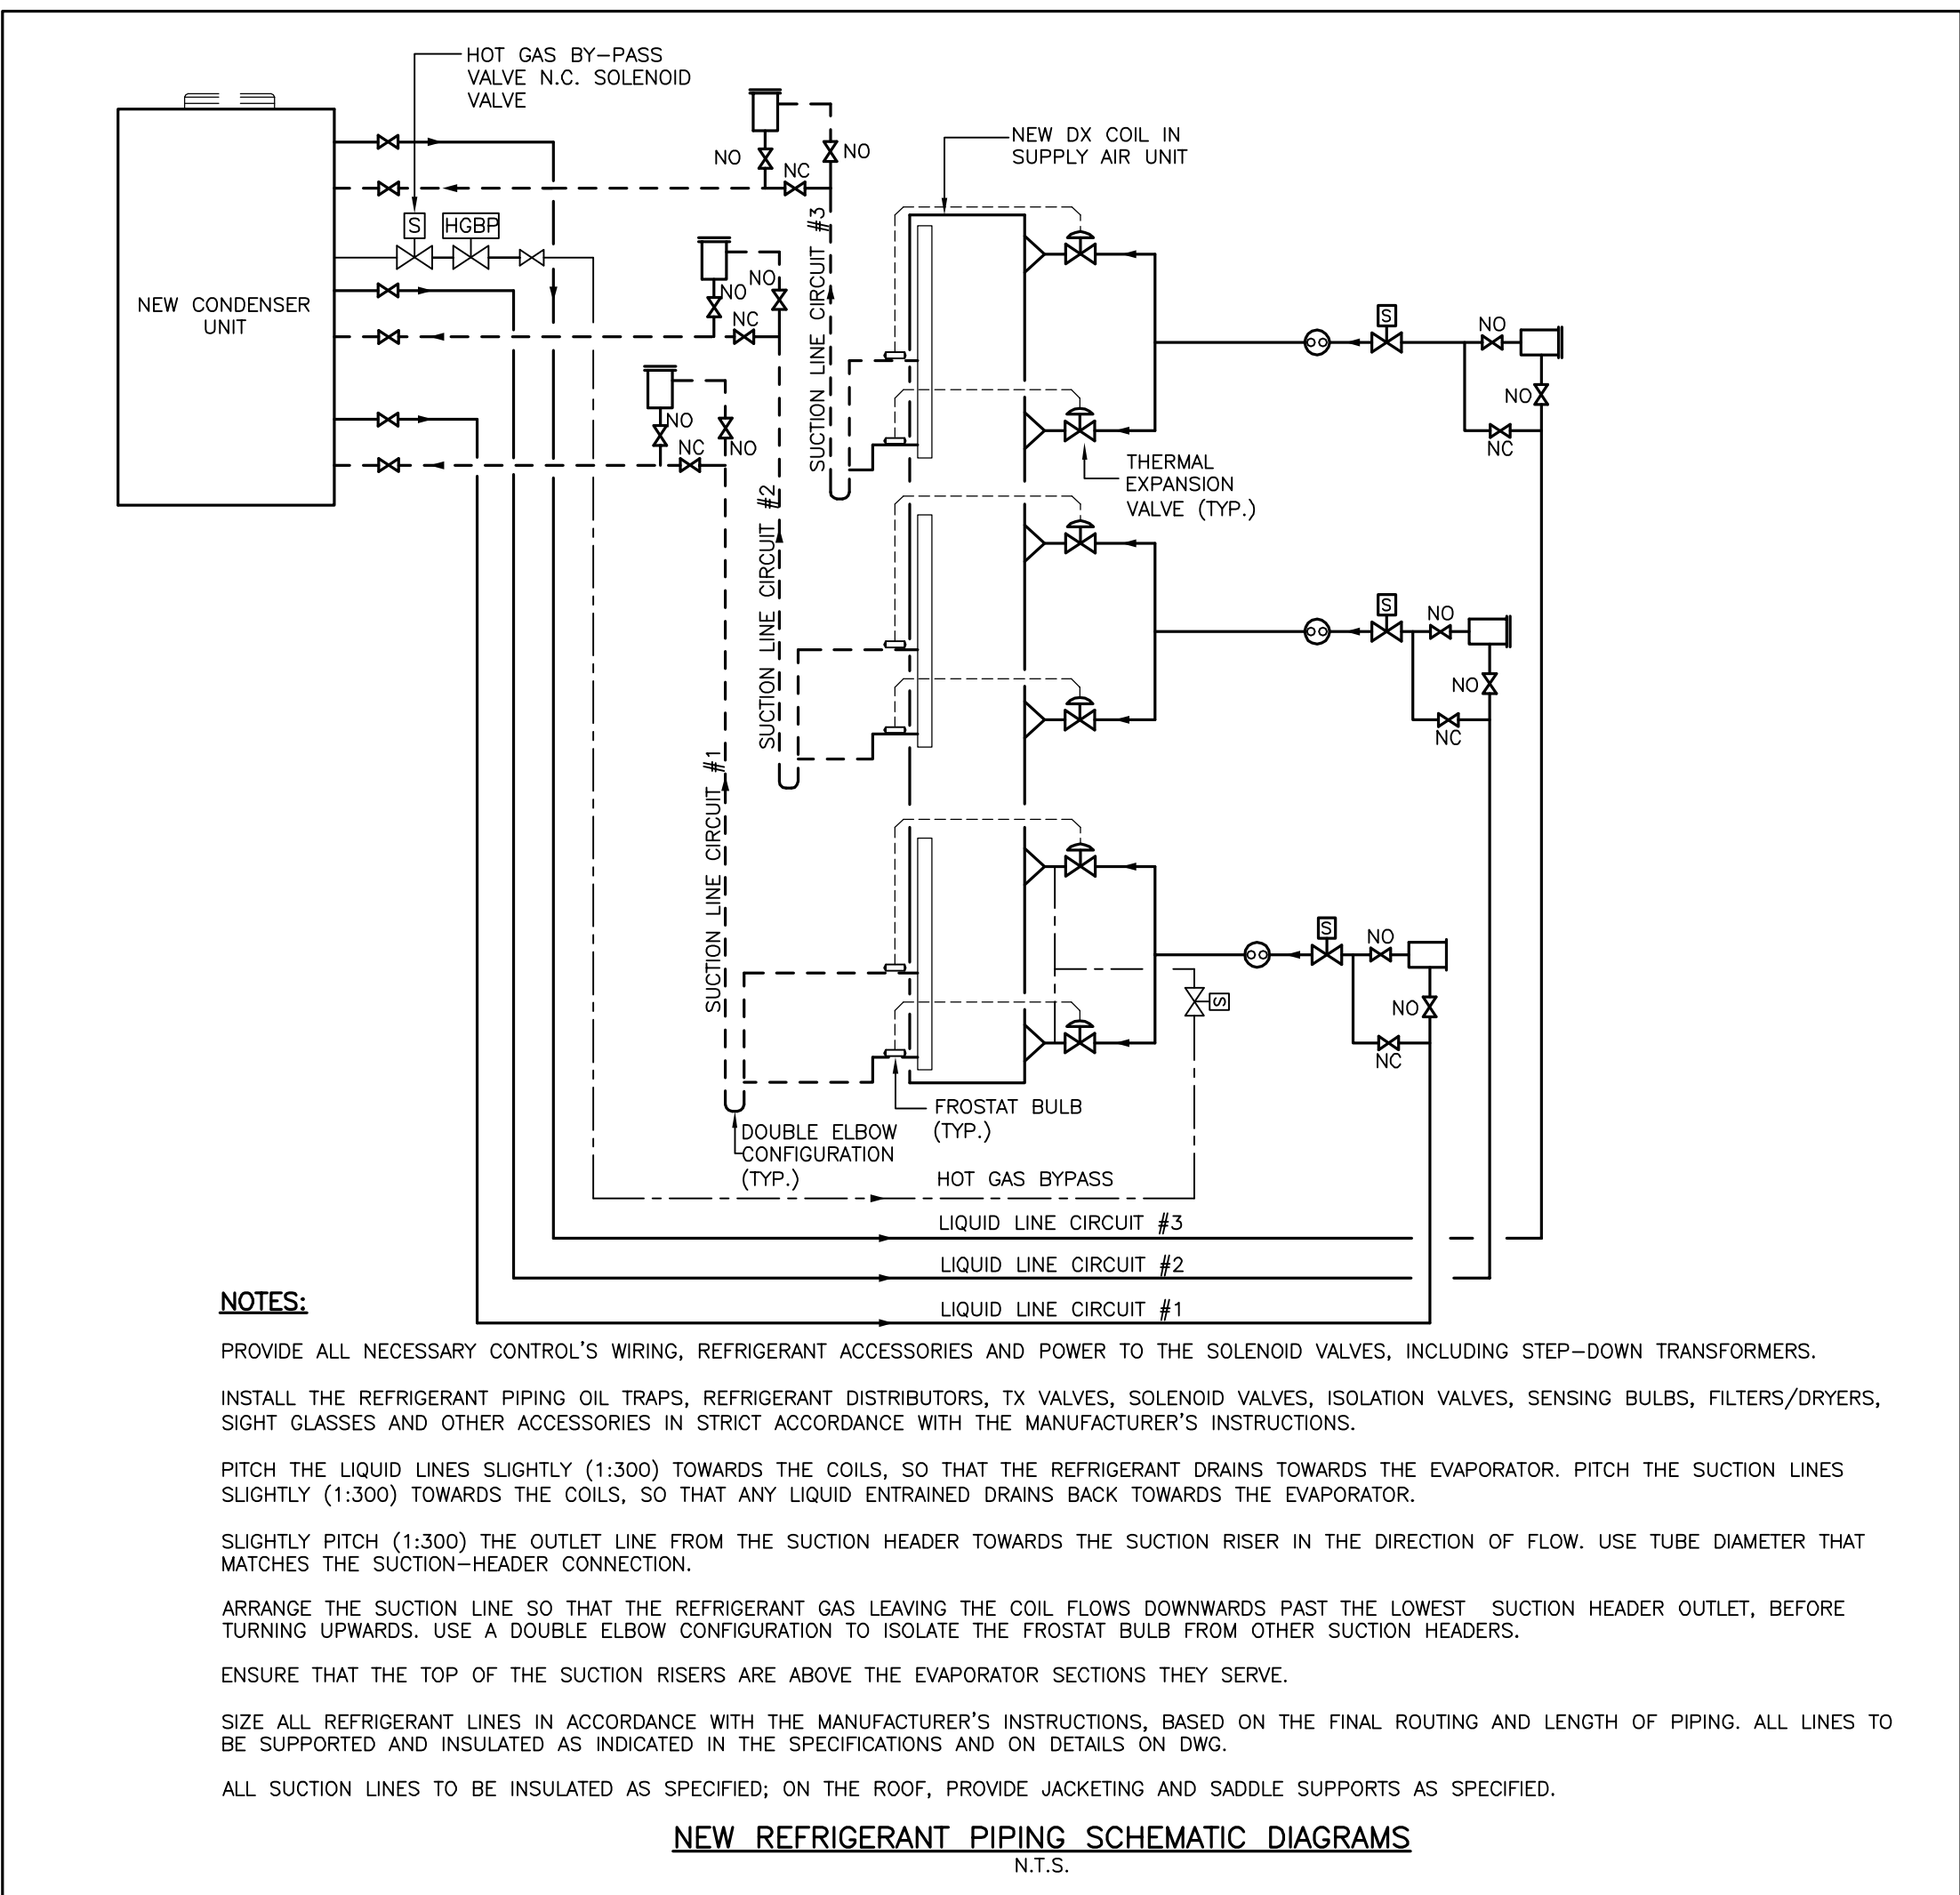 HOT GAS BY-PASS
VALVE N.C. SOLENOID
VALVE
NEW DX COIL IN
SUPPLY AIR UNIT
NO
NO
NC
S
HGBP
NEW CONDENSER
UNIT
NO
NO
NC
NO
NC
NO
SUCTION LINE CIRCUIT #3
SUCTION LINE CIRCUIT #2
SUCTION LINE CIRCUIT #1
S
NO
NO
NC
THERMAL
EXPANSION
VALVE (TYP.)
S
NO
NO
NC
S
NO
NO
NC
S
FROSTAT BULB
(TYP.)
DOUBLE ELBOW
CONFIGURATION
(TYP.)
HOT GAS BYPASS
LIQUID LINE CIRCUIT #3
LIQUID LINE CIRCUIT #2
LIQUID LINE CIRCUIT #1
NOTES:
PROVIDE ALL NECESSARY CONTROL'S WIRING, REFRIGERANT ACCESSORIES AND POWER TO THE SOLENOID VALVES, INCLUDING STEP-DOWN TRANSFORMERS.
INSTALL THE REFRIGERANT PIPING OIL TRAPS, REFRIGERANT DISTRIBUTORS, TX VALVES, SOLENOID VALVES, ISOLATION VALVES, SENSING BULBS, FILTERS/DRYERS,
SIGHT GLASSES AND OTHER ACCESSORIES IN STRICT ACCORDANCE WITH THE MANUFACTURER'S INSTRUCTIONS.
PITCH THE LIQUID LINES SLIGHTLY (1:300) TOWARDS THE COILS, SO THAT THE REFRIGERANT DRAINS TOWARDS THE EVAPORATOR. PITCH THE SUCTION LINES
SLIGHTLY (1:300) TOWARDS THE COILS, SO THAT ANY LIQUID ENTRAINED DRAINS BACK TOWARDS THE EVAPORATOR.
SLIGHTLY PITCH (1:300) THE OUTLET LINE FROM THE SUCTION HEADER TOWARDS THE SUCTION RISER IN THE DIRECTION OF FLOW. USE TUBE DIAMETER THAT
MATCHES THE SUCTION-HEADER CONNECTION.
ARRANGE THE SUCTION LINE SO THAT THE REFRIGERANT GAS LEAVING THE COIL FLOWS DOWNWARDS PAST THE LOWEST SUCTION HEADER OUTLET, BEFORE
TURNING UPWARDS. USE A DOUBLE ELBOW CONFIGURATION TO ISOLATE THE FROSTAT BULB FROM OTHER SUCTION HEADERS.
ENSURE THAT THE TOP OF THE SUCTION RISERS ARE ABOVE THE EVAPORATOR SECTIONS THEY SERVE.
SIZE ALL REFRIGERANT LINES IN ACCORDANCE WITH THE MANUFACTURER'S INSTRUCTIONS, BASED ON THE FINAL ROUTING AND LENGTH OF PIPING. ALL LINES TO
BE SUPPORTED AND INSULATED AS INDICATED IN THE SPECIFICATIONS AND ON DETAILS ON DWG.
ALL SUCTION LINES TO BE INSULATED AS SPECIFIED; ON THE ROOF, PROVIDE JACKETING AND SADDLE SUPPORTS AS SPECIFIED.
NEW REFRIGERANT PIPING SCHEMATIC DIAGRAMS
N.T.S.